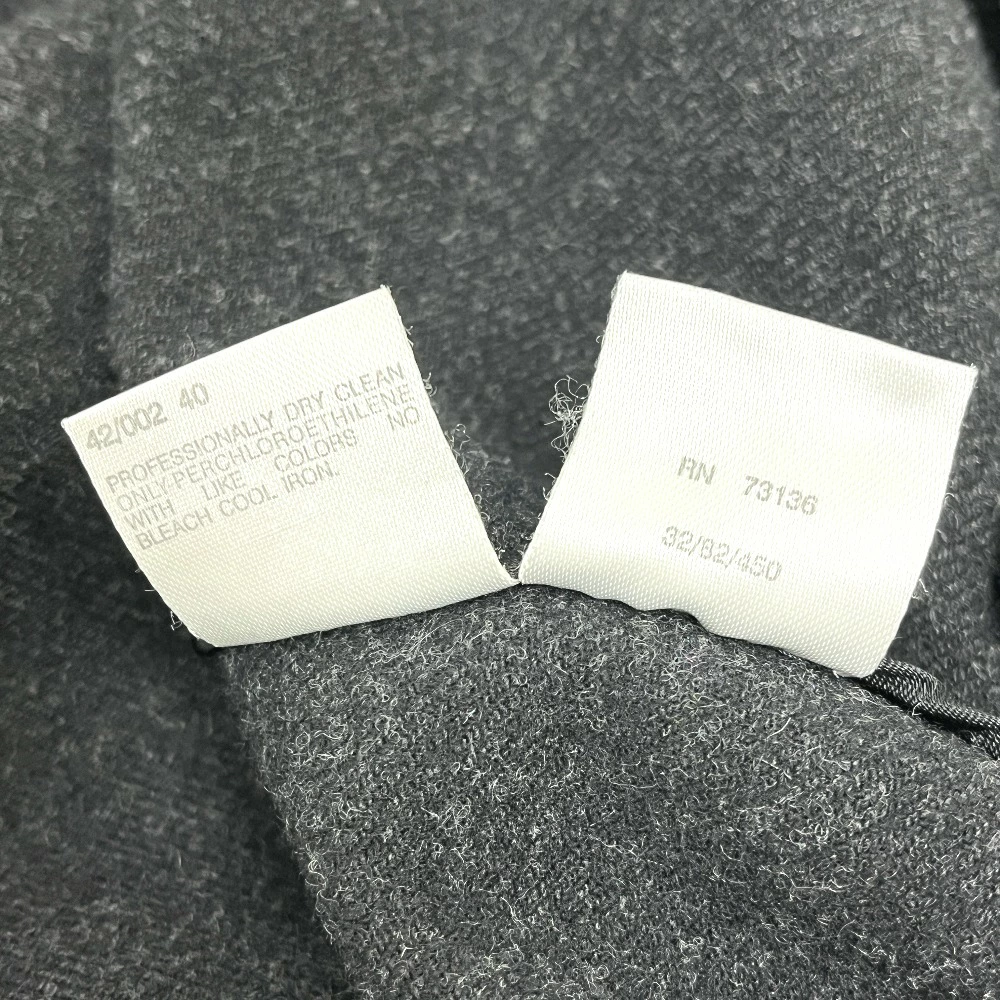 42/002 40
PROFESSIONALLY DRY CLEAN
ONLY-PERCHLOROETHILENE
WITH LIKE COLORS NO
BLEACH COOL IRON.
RN 73136
32/82/450